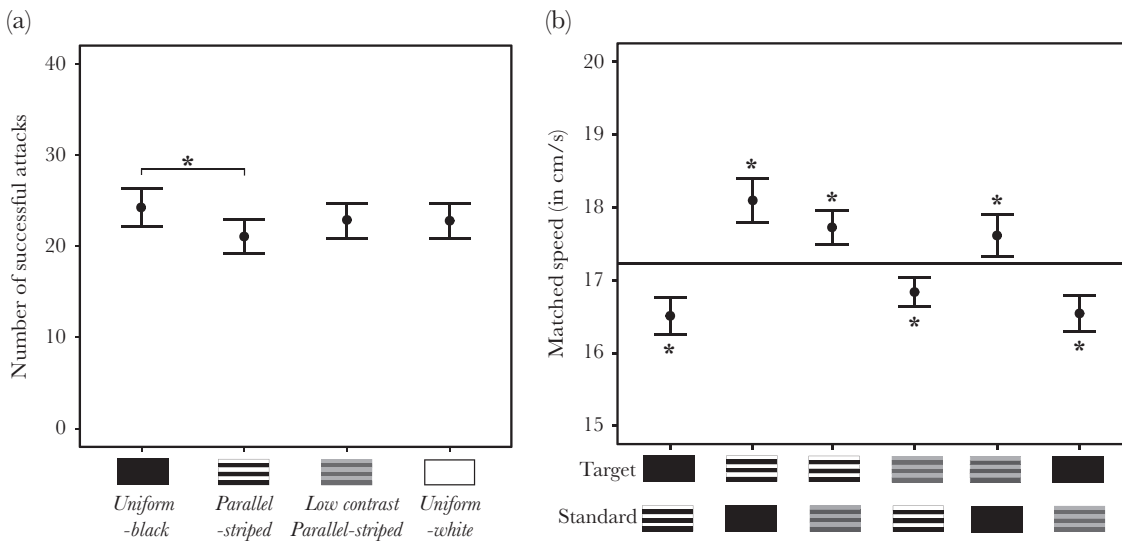 (a)
Number of successful attacks
40
30
20
10
0
*
Uniform
-black
Parallel
-striped
Low contrast
Parallel-striped
Uniform
-white
(b)
Matched speed (in cm/s)
20
19
18
17
16
15
*
*
*
*
*
*
Target
Standard